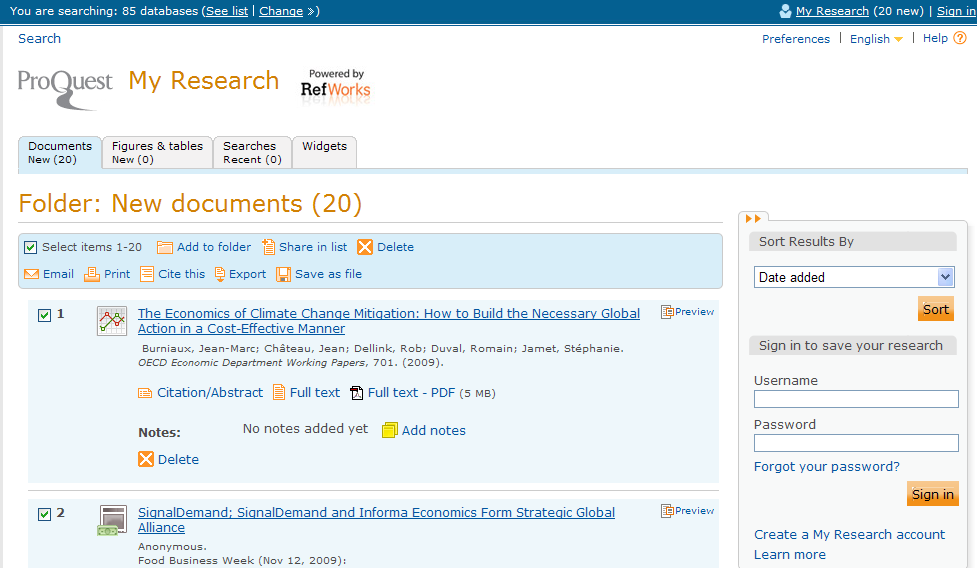 You are searching: 85 databases (See list | Change »)
My Research (20 new) | Sign in
Search
Preferences | English | Help ?
ProQuest My Research Powered by RefWorks
Documents New (20)
Figures & tables New (0)
Searches Recent (0)
Widgets
Folder: New documents (20)
Select items 1-20 Add to folder Share in list Delete
Email Print Cite this Export Save as file
1 The Economics of Climate Change Mitigation: How to Build the Necessary Global Preview
Action in a Cost-Effective Manner
Burniaux, Jean-Marc; Château, Jean; Dellink, Rob; Duval, Romain; Jamet, Stéphanie.
OECD Economic Department Working Papers, 701. (2009).
Citation/Abstract Full text Full text - PDF (5 MB)
Notes: No notes added yet Add notes
Delete
2 SignalDemand; SignalDemand and Informa Economics Form Strategic Global Preview
Alliance
Anonymous.
Food Business Week (Nov 12, 2009):
Sort Results By
Date added
Sort
Sign in to save your research
Username
Password
Forgot your password?
Sign in
Create a My Research account
Learn more